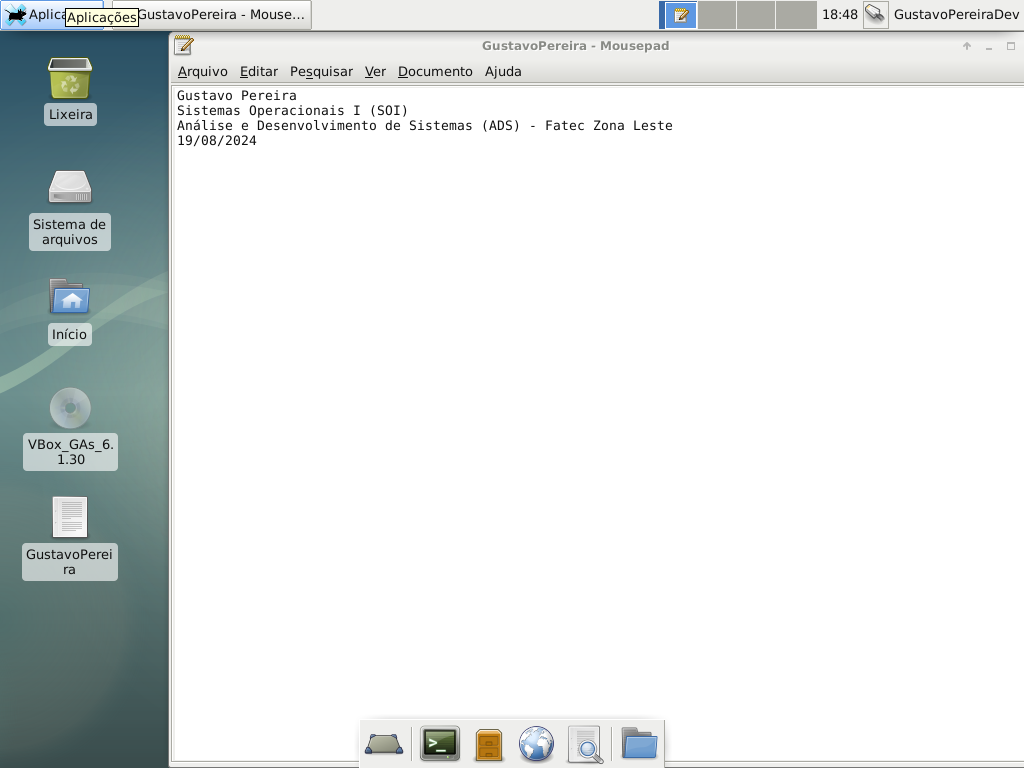 Aplica
Aplicações
GustavoPereira - Mouse...
18:48
GustavoPereiraDev
GustavoPereira - Mousepad
Arquivo Editar Pesquisar Ver Documento Ajuda
Gustavo Pereira
Sistemas Operacionais I (SOI)
Análise e Desenvolvimento de Sistemas (ADS) - Fatec Zona Leste
19/08/2024
Lixeira
Sistema de
arquivos
Início
VBox_GAs_6.
1.30
GustavoPerei
ra